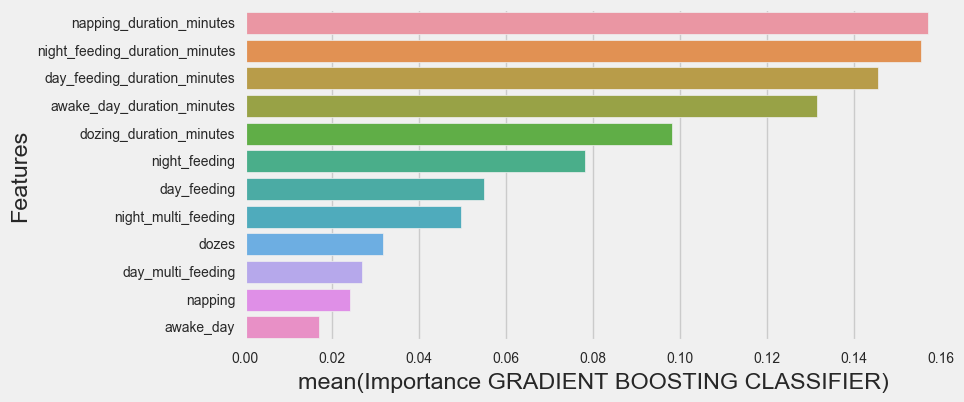 napping_duration_minutes
night_feeding_duration_minutes
day_feeding_duration_minutes
awake_day_duration_minutes
dozing_duration_minutes
night_feeding
day_feeding
night_multi_feeding
dozes
day_multi_feeding
napping
awake_day
Features
0.00 0.02 0.04 0.06 0.08 0.10 0.12 0.14 0.16
mean(Importance GRADIENT BOOSTING CLASSIFIER)